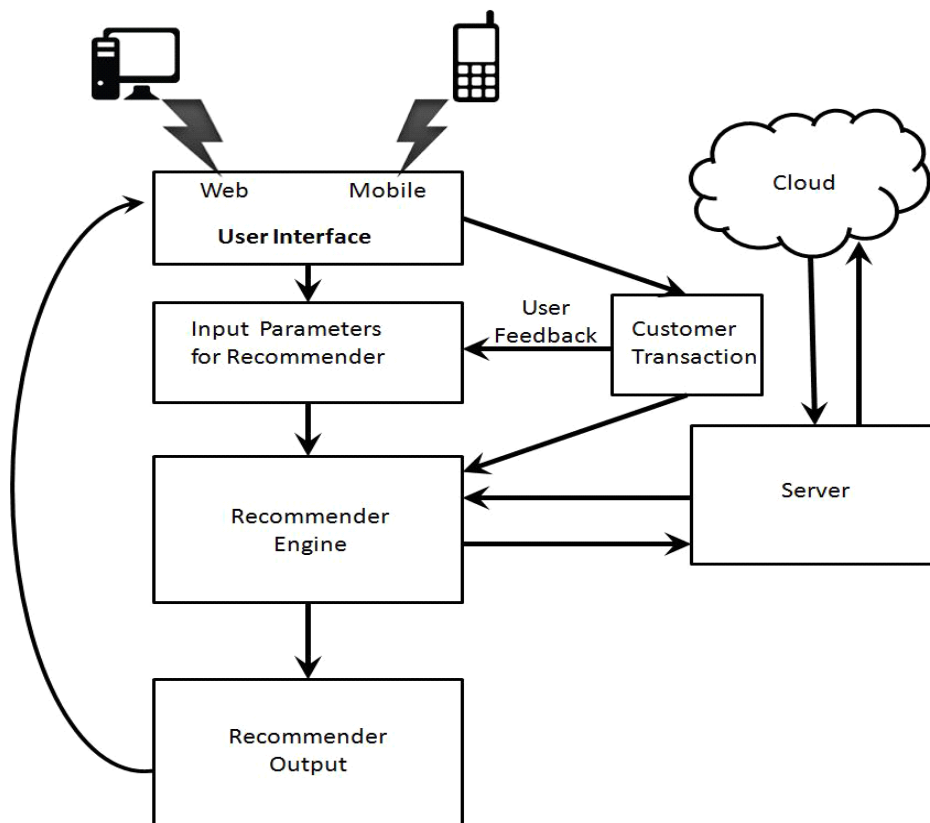 Web
Mobile
User Interface
Cloud
Input Parameters
for Recommender
User
Feedback
Customer
Transaction
Recommender
Engine
Server
Recommender
Output